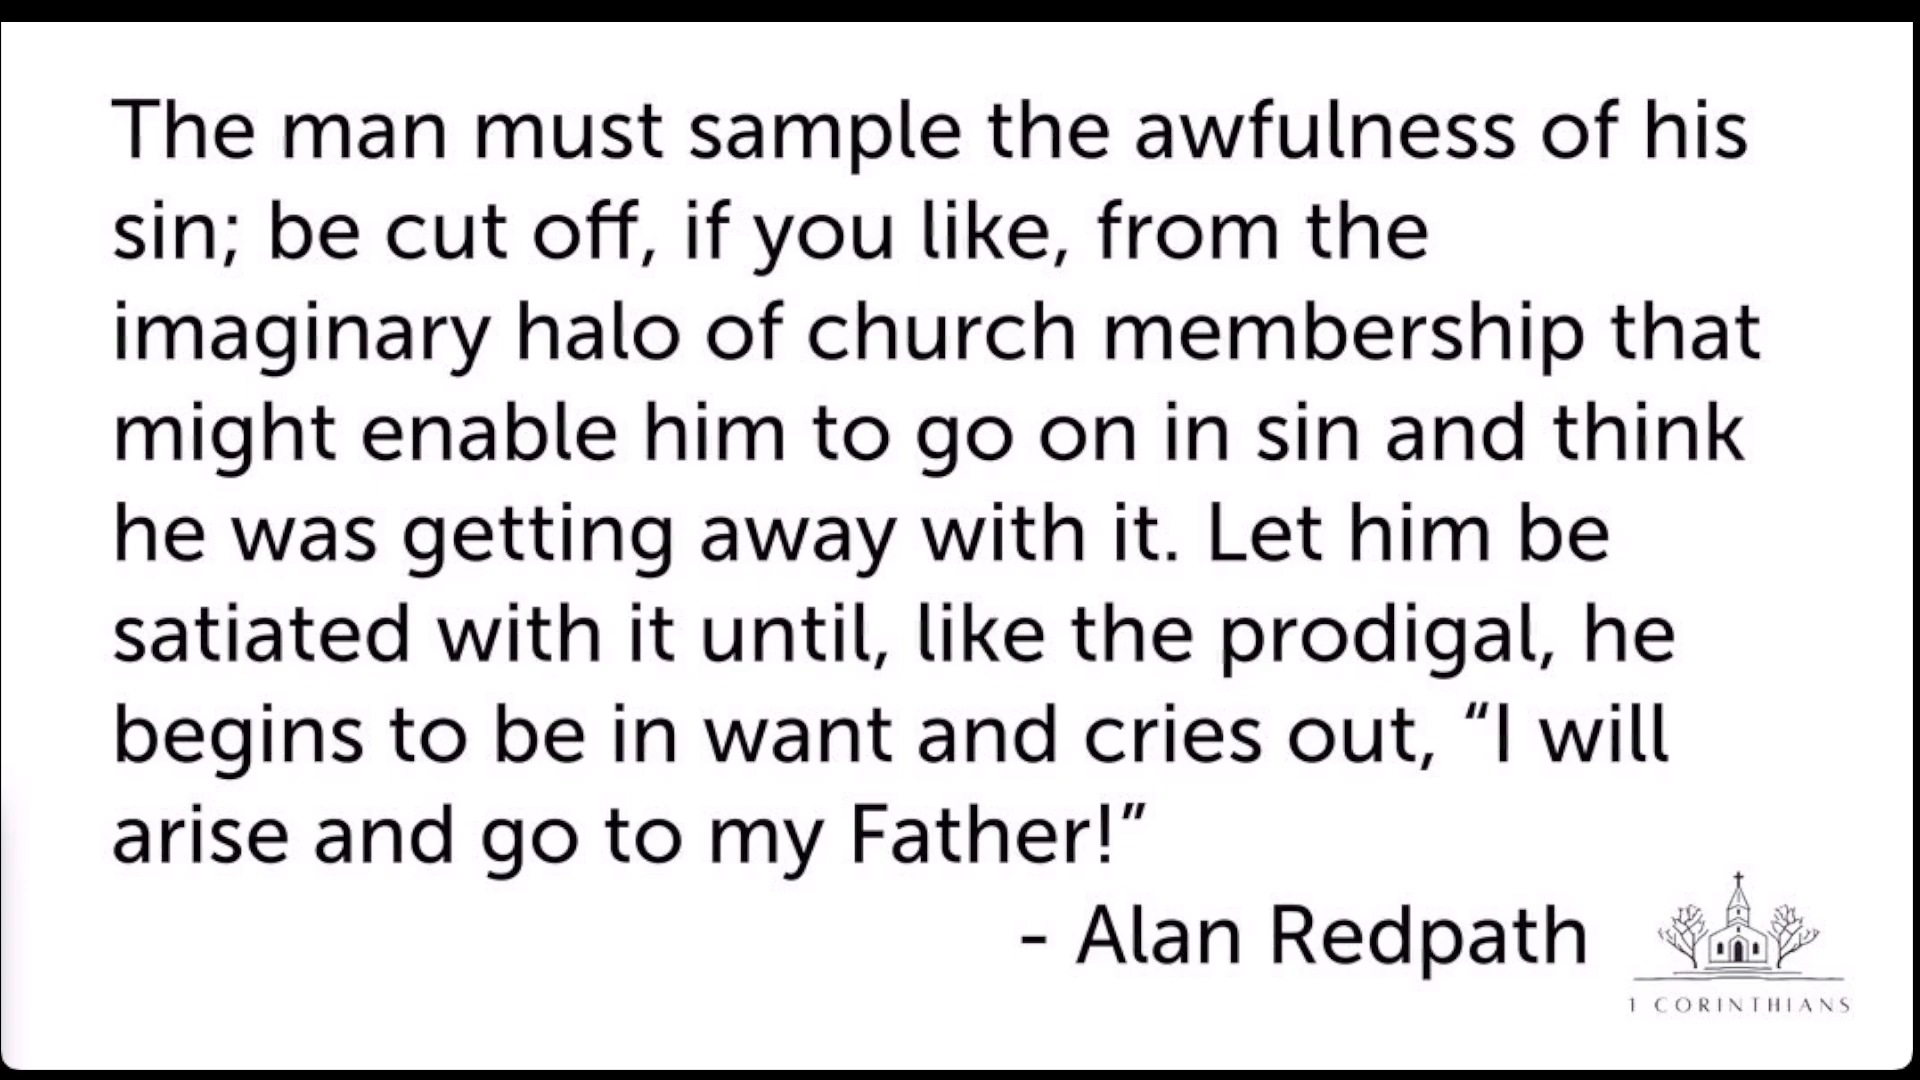 The man must sample the awfulness of his
sin; be cut off, if you like, from the
imaginary halo of church membership that
might enable him to go on in sin and think
he was getting away with it. Let him be
satiated with it until, like the prodigal, he
begins to be in want and cries out, “I will
arise and go to my Father!”
- Alan Redpath
1 CORINTHIANS